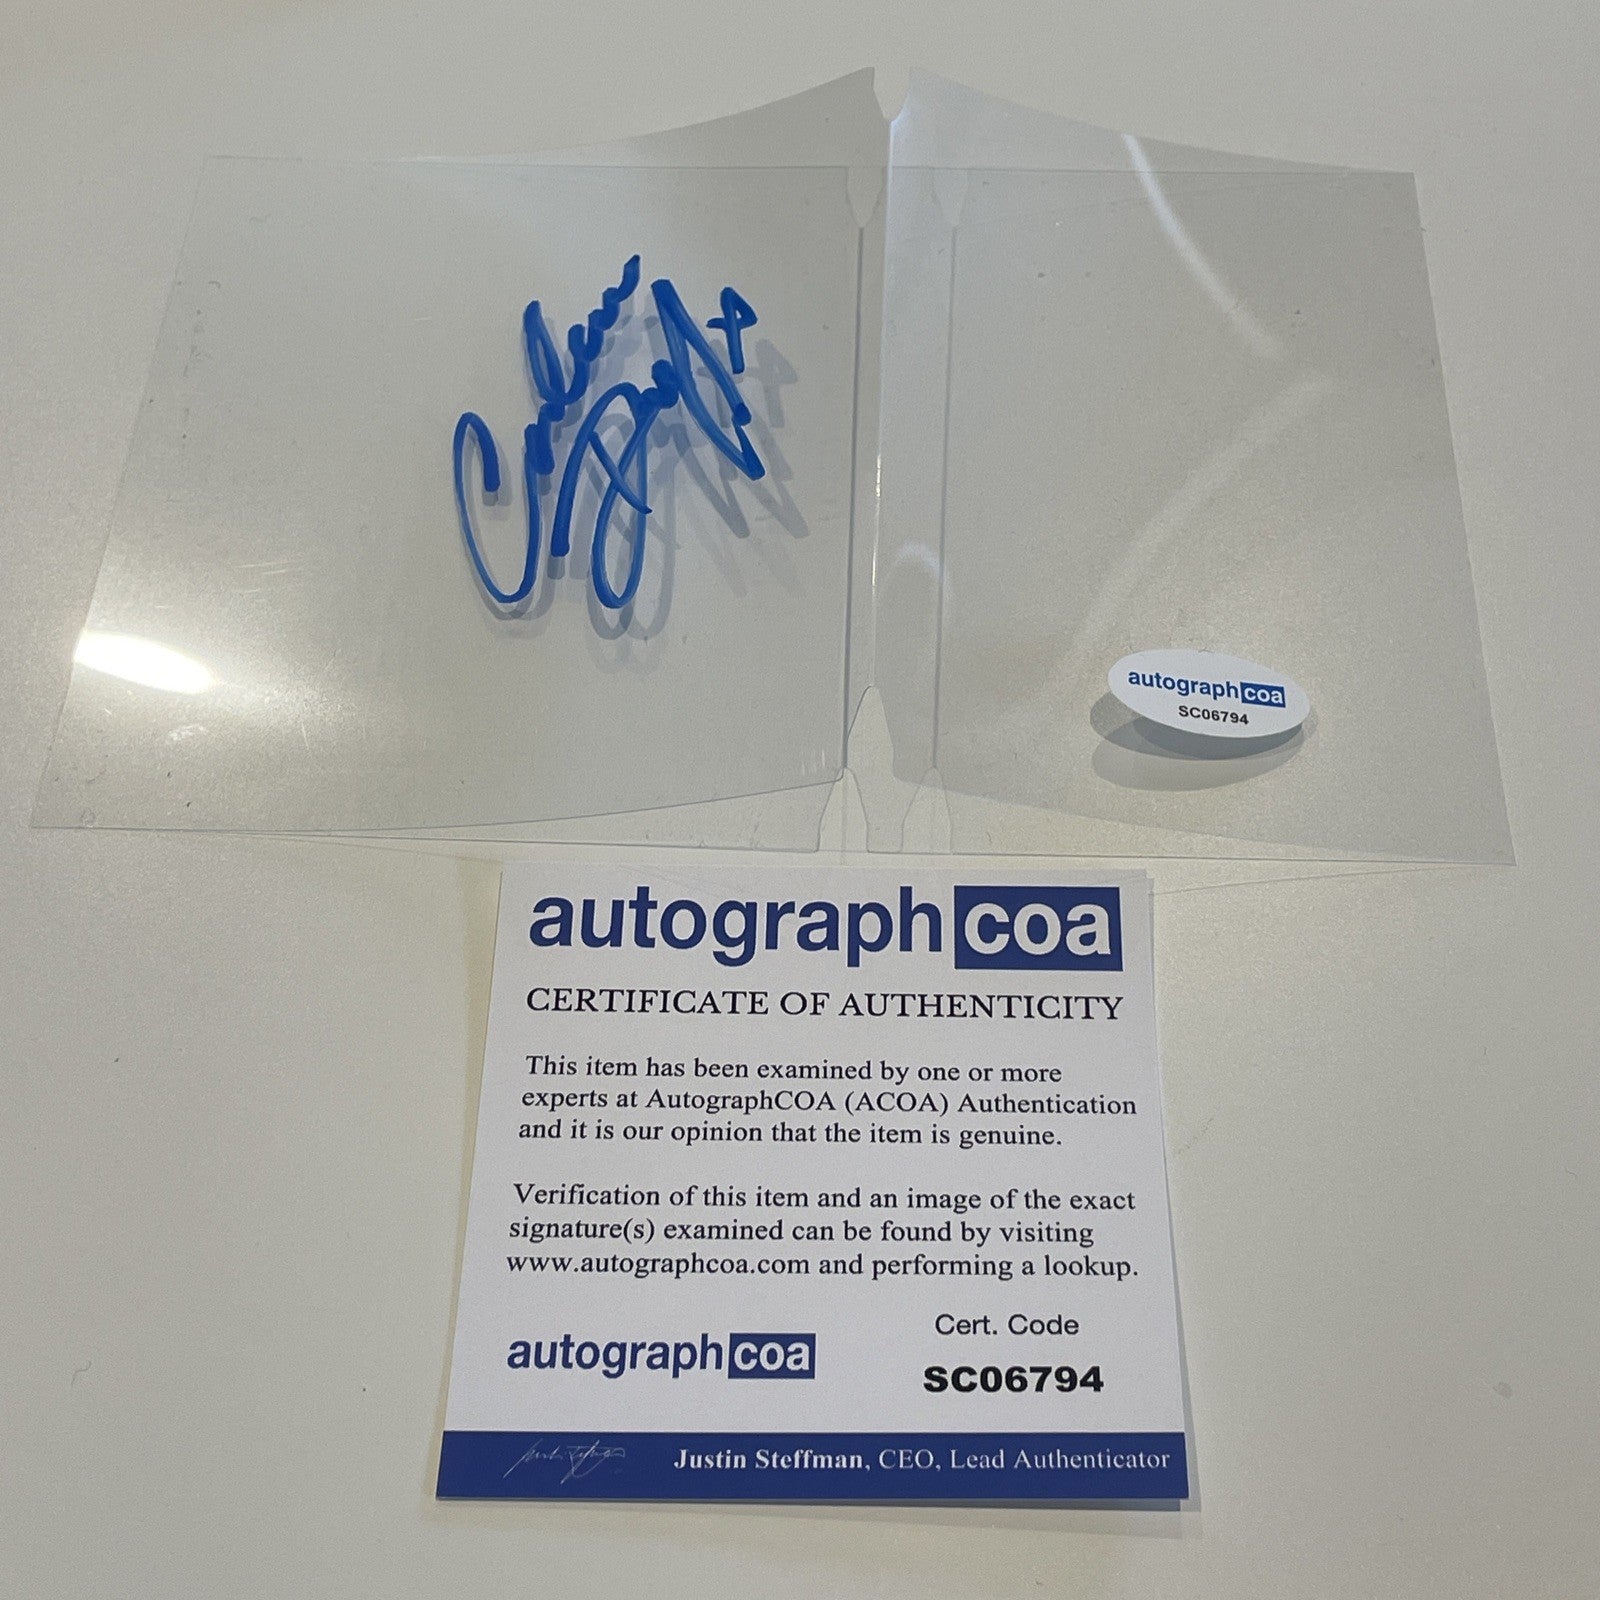 autographcoa
SC06794
autographcoa
CERTIFICATE OF AUTHENTICITY
This item has been examined by one or more
experts at AutographCOA (ACOA) Authentication
and it is our opinion that the item is genuine.
Verification of this item and an image of the exact
signature(s) examined can be found by visiting
www.autographcoa.com and performing a lookup.
Cert. Code
autographcoa
SC06794
Justin Steffman, CEO, Lead Authenticator